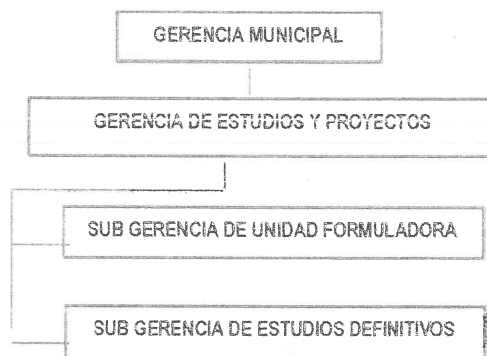 GERENCIA MUNICIPAL
GERENCIA DE ESTUDIOS Y PROYECTOS
SUB GERENCIA DE UNIDAD FORMULADORA
SUB GERENCIA DE ESTUDIOS DEFINITIVOS